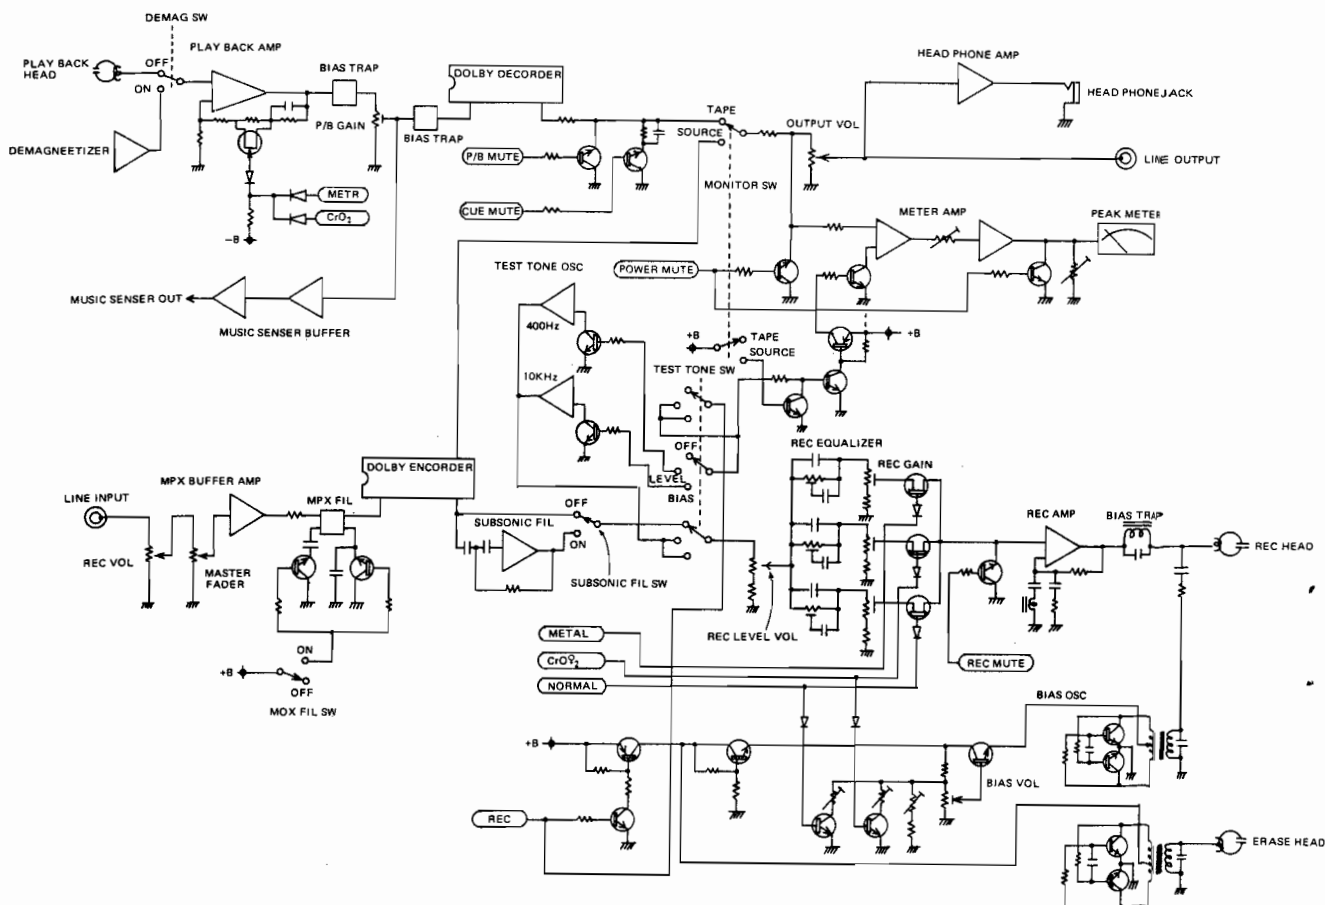 DEMAG SW
PLAY BACK AMP
PLAY BACK
HEAD
OFF
ON
BIAS TRAP
P/B GAIN
BIAS TRAP
DOLBY DECORDER
DEMAGNEETIZER
METR
CrO2
-B
P/B MUTE
CUE MUTE
TAPE
SOURCE
MONITOR SW
OUTPUT VOL
HEAD PHONE AMP
HEAD PHONE JACK
LINE OUTPUT
METER AMP
PEAK METER
POWER MUTE
MUSIC SENSER OUT
MUSIC SENSER BUFFER
TEST TONE OSC
400Hz
10KHz
+B
TAPE
SOURCE
+B
TEST TONE SW
OFF
LEVEL
BIAS
REC EQUALIZER
REC GAIN
DOLBY ENCORDER
MPX BUFFER AMP
LINE INPUT
MPX FIL
REC VOL
MASTER
FADER
SUBSONIC FIL
OFF
ON
SUBSONIC FIL SW
REC LEVEL VOL
REC AMP
BIAS TRAP
REC HEAD
ON
+B
OFF
MOX FIL SW
METAL
CrO♀2
NORMAL
REC MUTE
BIAS OSC
+B
BIAS VOL
REC
ERASE HEAD